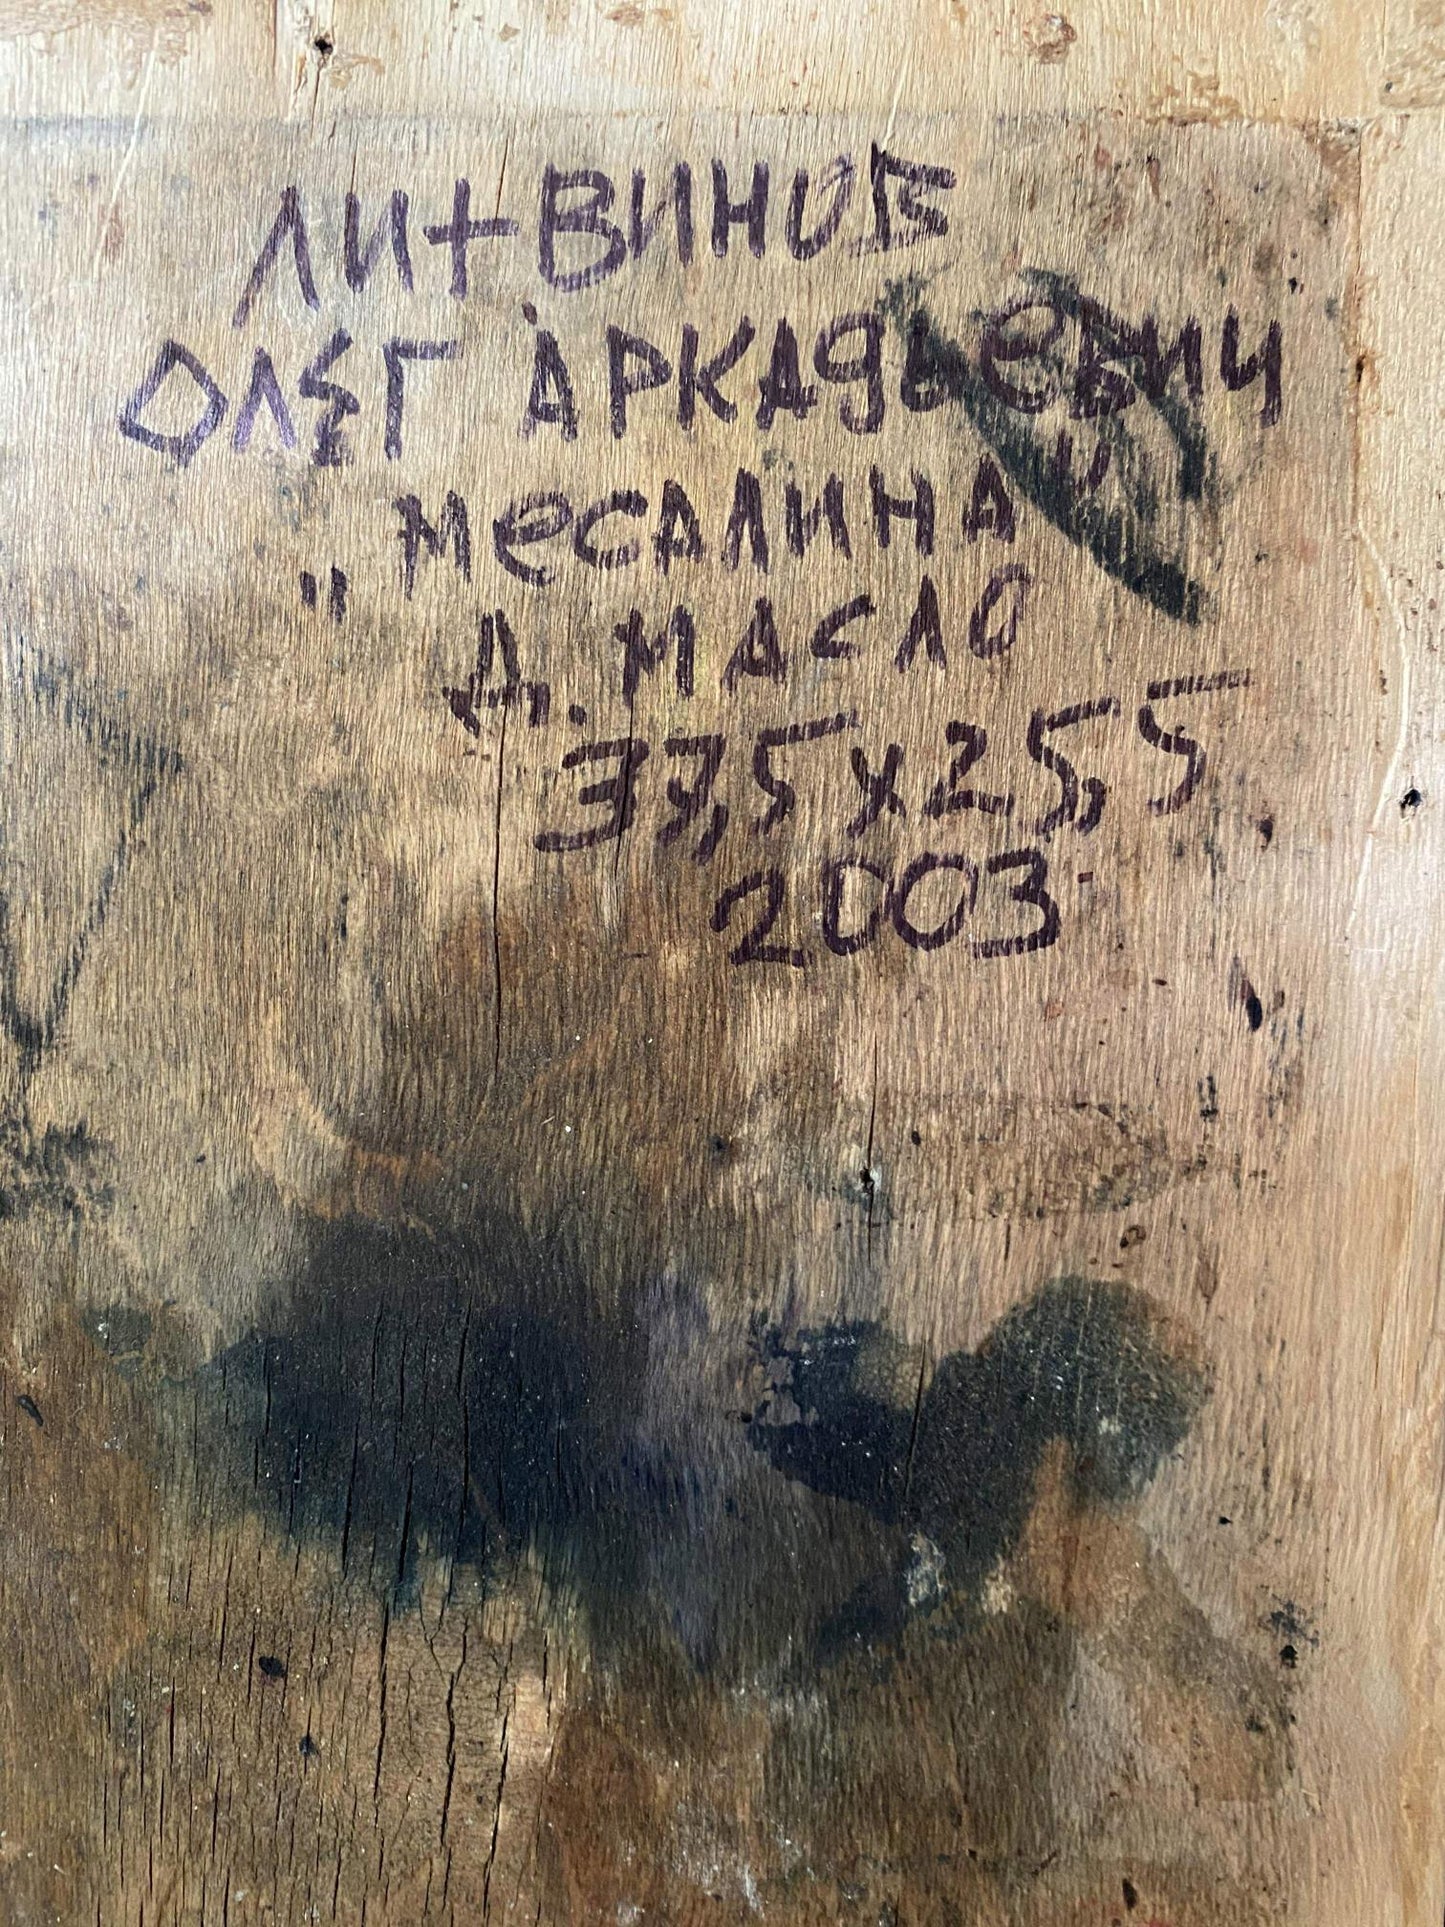 ЛИТВИНОВ
ОЛЕГ АРКАДЬЕВИЧ
„МЕСАЛИНА"
Д. МАСЛО
37,5 х 25,5
2003